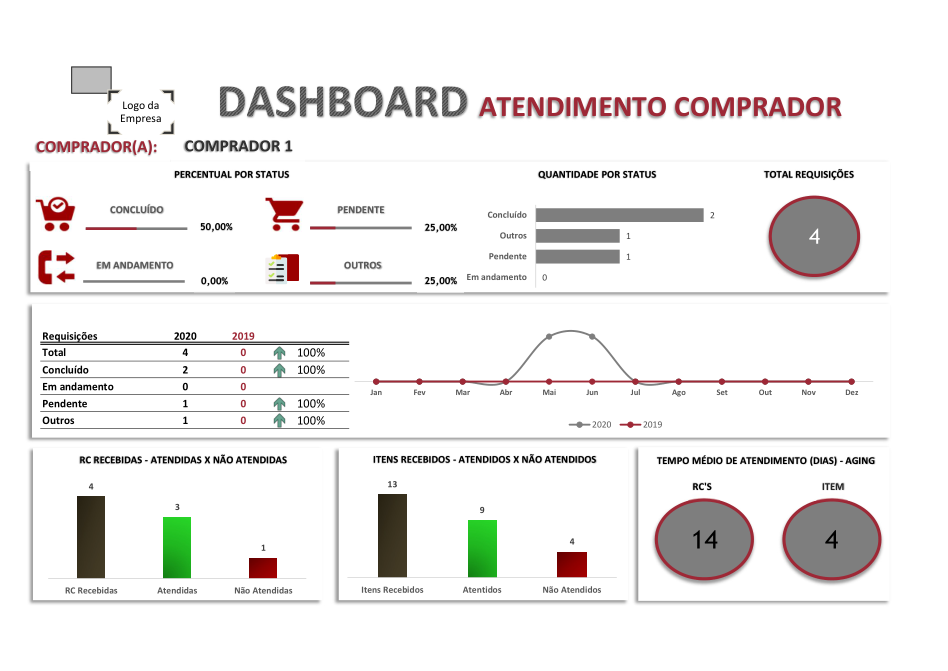 Logo da
Empresa
DASHBOARD ATENDIMENTO COMPRADOR
COMPRADOR(A): COMPRADOR 1
PERCENTUAL POR STATUS
CONCLUÍDO 50,00%
PENDENTE 25,00%
EM ANDAMENTO 0,00%
OUTROS 25,00%
QUANTIDADE POR STATUS
Concluído 2
Outros 1
Pendente 1
Em andamento 0
TOTAL REQUISIÇÕES
4
Requisições 2020 2019
Total 4 0 100%
Concluído 2 0 100%
Em andamento 0 0
Pendente 1 0 100%
Outros 1 0 100%
Jan Fev Mar Abr Mai Jun Jul Ago Set Out Nov Dez
2020 2019
RC RECEBIDAS - ATENDIDAS X NÃO ATENDIDAS
4 3 1
RC Recebidas Atendidas Não Atendidas
ITENS RECEBIDOS - ATENDIDOS X NÃO ATENDIDOS
13 9 4
Itens Recebidos Atentidos Não Atendidos
TEMPO MÉDIO DE ATENDIMENTO (DIAS) - AGING
RC'S ITEM
14 4